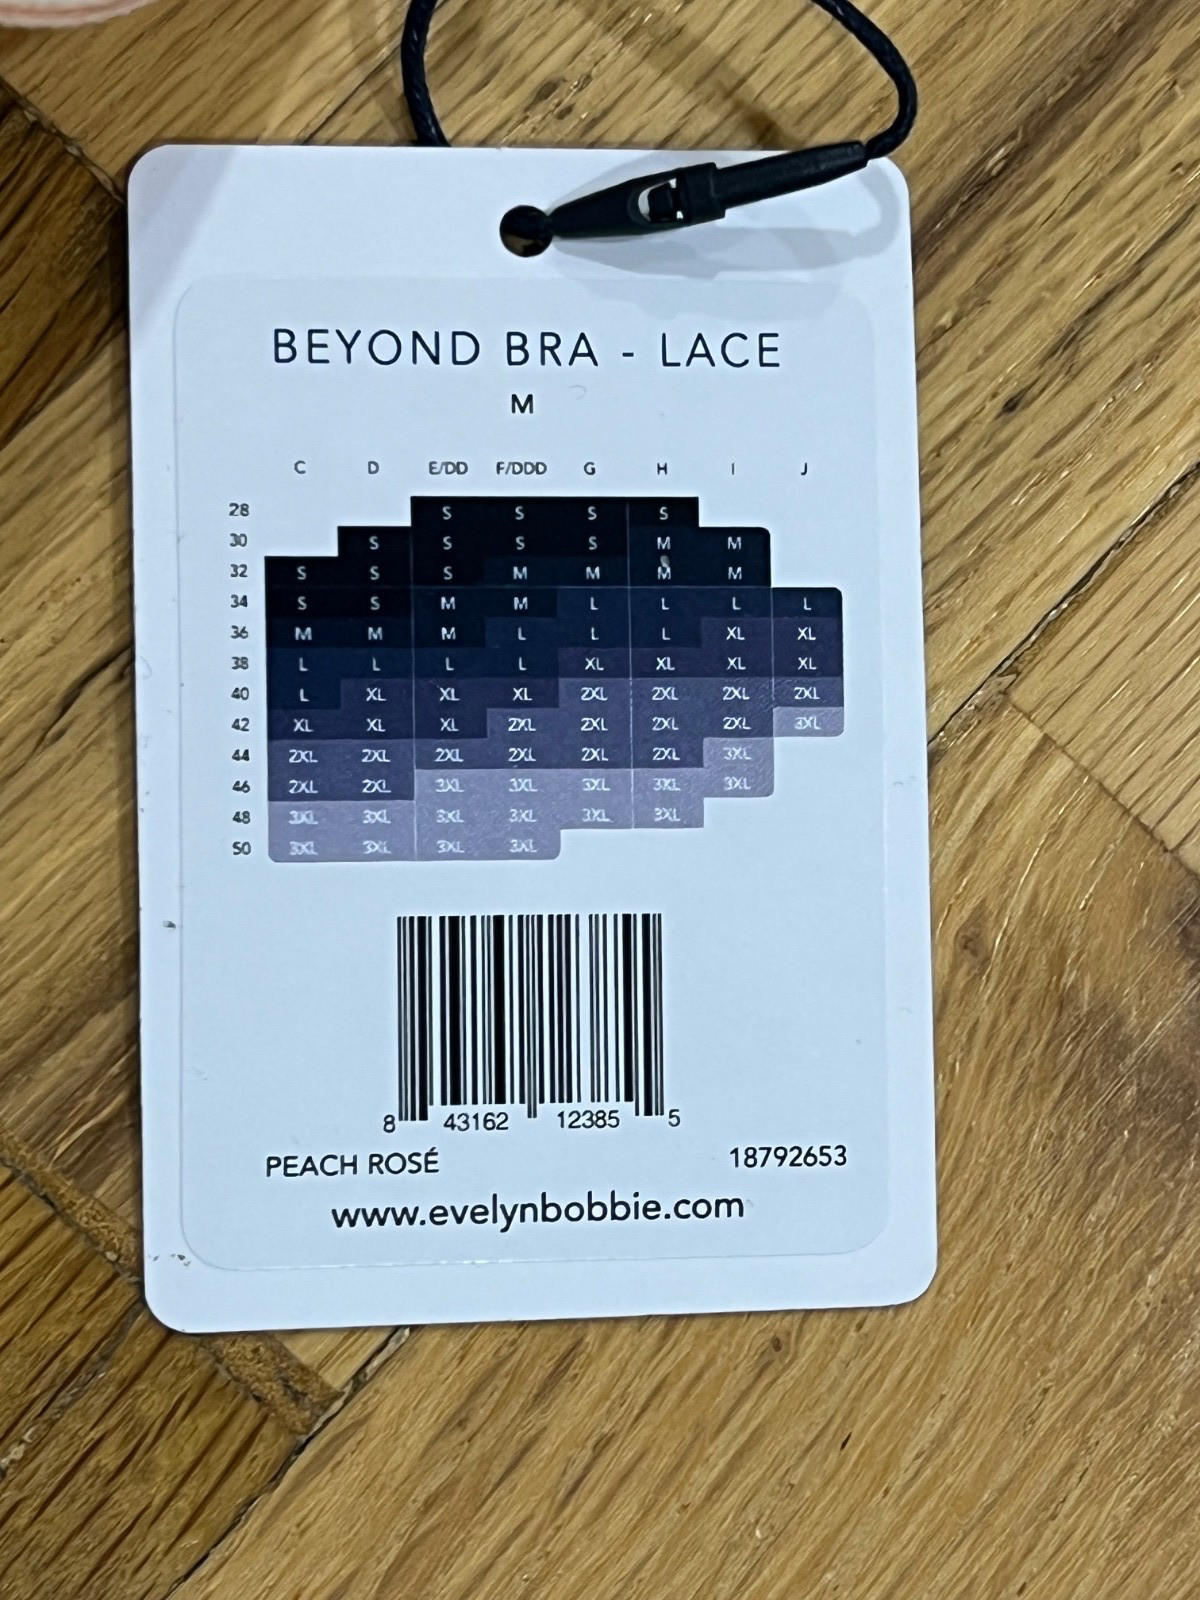 BEYOND BRA - LACE
M
C D E/DD F/DDD G H I J
28 S S S S
30 S S S S M M
32 S S S M M M M
34 S S M M L L L L
36 M M M L L L XL XL
38 L L L L XL XL XL XL
40 L XL XL XL 2XL 2XL 2XL 2XL
42 XL XL XL 2XL 2XL 2XL 2XL 3XL
44 2XL 2XL 2XL 2XL 2XL 2XL 3XL
46 2XL 2XL 3XL 3XL 3XL 3XL 3XL
48 3XL 3XL 3XL 3XL 3XL 3XL
50 3XL 3XL 3XL 3XL
8 43162 12385 5
PEACH ROSÉ 18792653
www.evelynbobbie.com